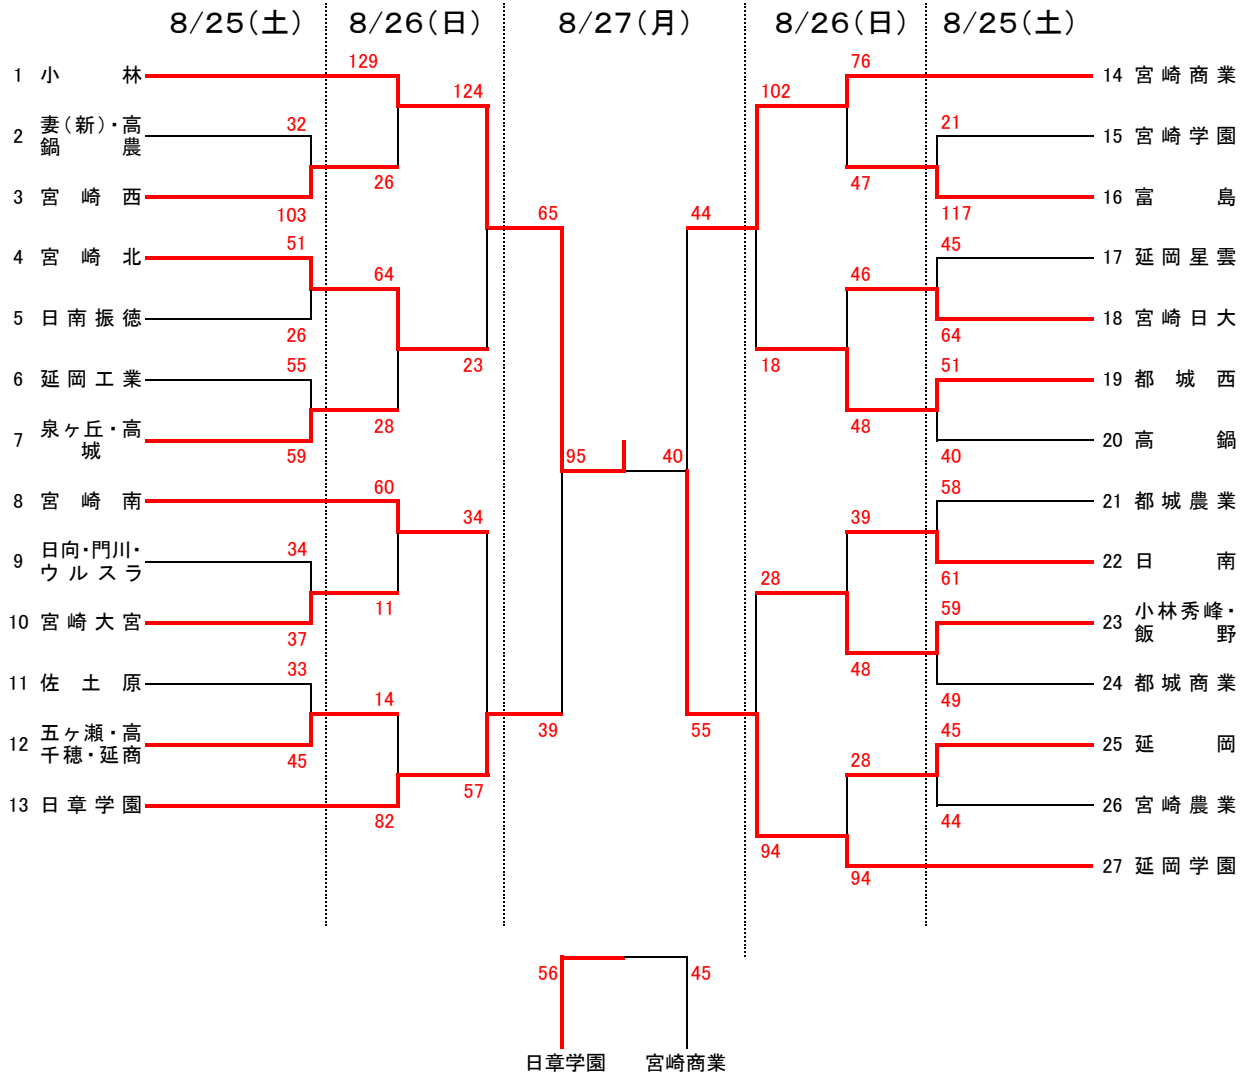 8/25(土) 8/26(日) 8/27(月) 8/26(日) 8/25(土)
1 小林 129
124
2 妻(新)・高鍋農 32
26
3 宮崎西 103
65
4 宮崎北 51
64
5 日南振徳 26
23
6 延岡工業 55
28
7 泉ヶ丘・高城 59
95 40
8 宮崎南 60
34
9 日向・門川・ウルスラ 34
11
10 宮崎大宮 37
11 佐土原 33
14
39
12 五ヶ瀬・高千穂・延商 45
57
13 日章学園 82
76 14 宮崎商業
102
21 15 宮崎学園
47
117 16 富島
44
45 17 延岡星雲
46
64 18 宮崎日大
18
51 19 都城西
48
40 20 高鍋
58 21 都城農業
39
61 22 日南
28
59 23 小林秀峰・飯野
48
49 24 都城商業
55
45 25 延岡
28
44 26 宮崎農業
94
94 27 延岡学園
56 45
日章学園 宮崎商業